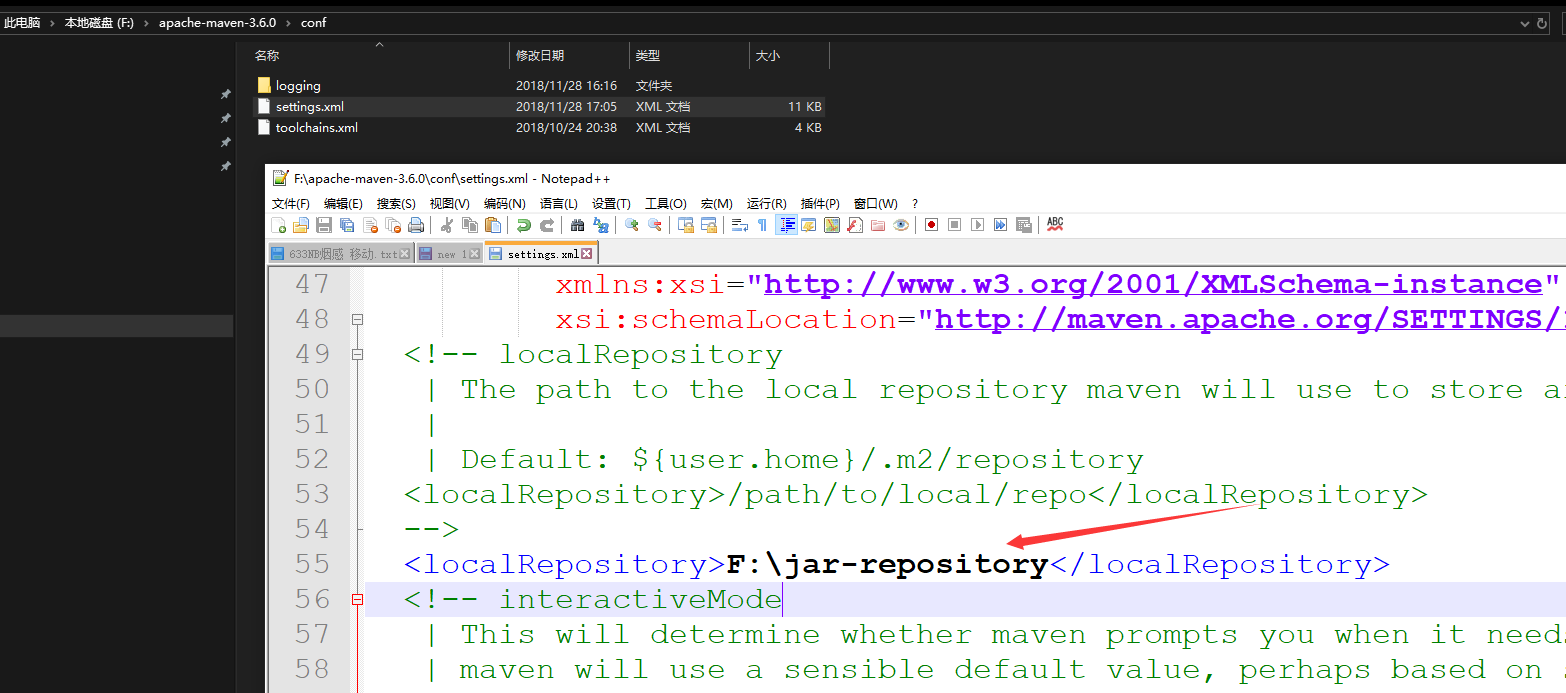 此电脑 › 本地磁盘 (F:) › apache-maven-3.6.0 › conf
名称 修改日期 类型 大小
logging 2018/11/28 16:16 文件夹
settings.xml 2018/11/28 17:05 XML 文档 11 KB
toolchains.xml 2018/10/24 20:38 XML 文档 4 KB
F:\apache-maven-3.6.0\conf\settings.xml - Notepad++
文件(F) 编辑(E) 搜索(S) 视图(V) 编码(N) 语言(L) 设置(T) 工具(O) 宏(M) 运行(R) 插件(P) 窗口(W) ?
ABC
633NB烟感 移动.txt new 1 settings.xml
47 xmlns:xsi="http://www.w3.org/2001/XMLSchema-instance"
48 xsi:schemaLocation="http://maven.apache.org/SETTINGS/
49 <!-- localRepository
50 | The path to the local repository maven will use to store
51 |
52 | Default: ${user.home}/.m2/repository
53 <localRepository>/path/to/local/repo</localRepository>
54 -->
55 <localRepository>F:\jar-repository</localRepository>
56 <!-- interactiveMode
57 | This will determine whether maven prompts you when it need
58 | maven will use a sensible default value, perhaps based on